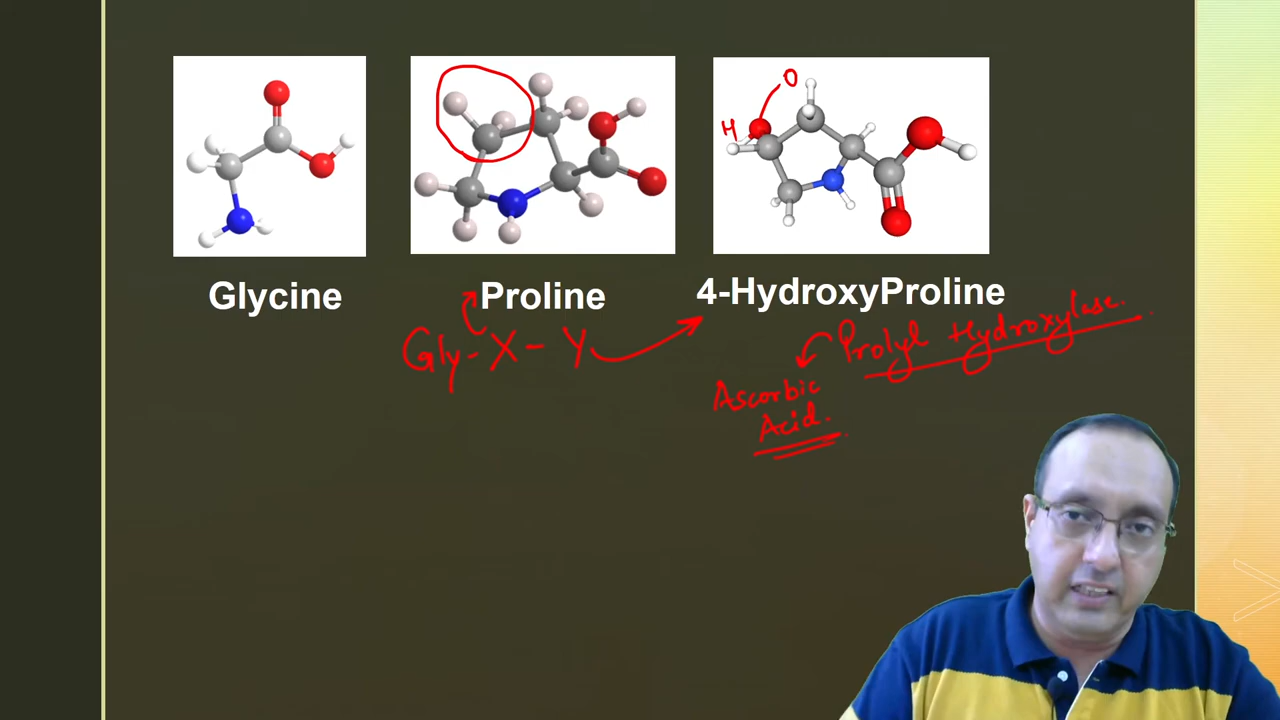 O
H
Glycine
Proline
4-HydroxyProline
Gly-X-Y
Prolyl Hydroxylase.
Ascorbic
Acid.